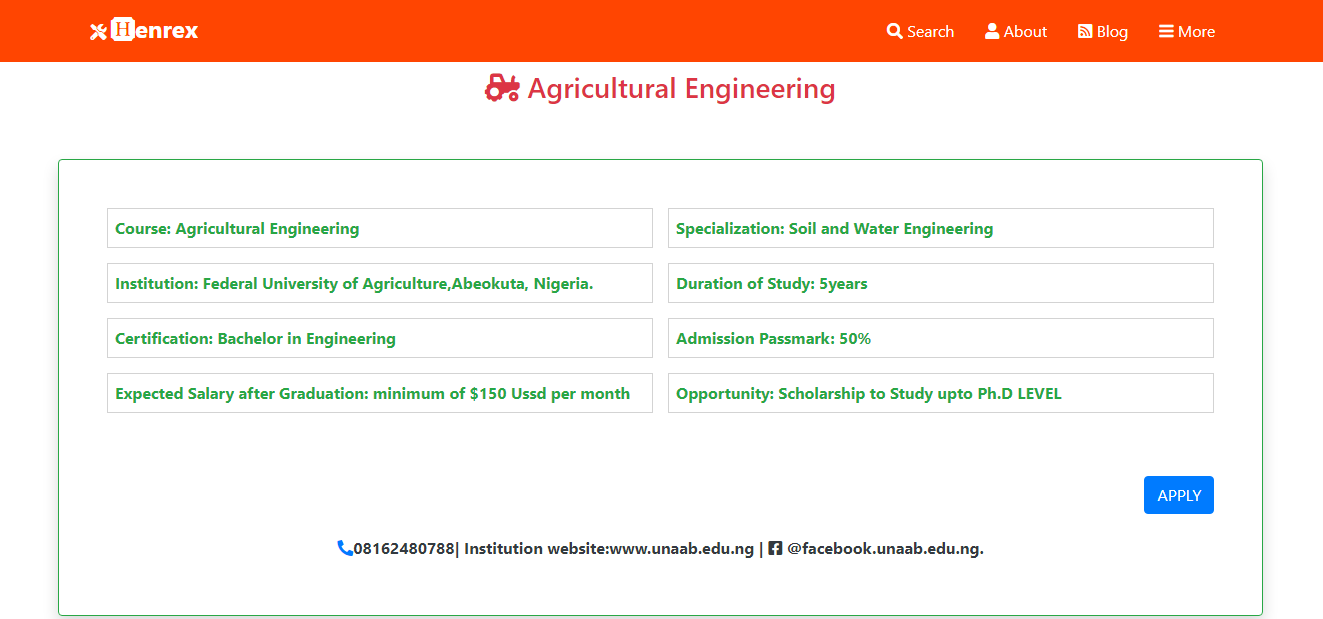 Henrex Search About Blog More
Agricultural Engineering
Course: Agricultural Engineering
Specialization: Soil and Water Engineering
Institution: Federal University of Agriculture,Abeokuta, Nigeria.
Duration of Study: 5years
Certification: Bachelor in Engineering
Admission Passmark: 50%
Expected Salary after Graduation: minimum of $150 Ussd per month
Opportunity: Scholarship to Study upto Ph.D LEVEL
APPLY
08162480788| Institution website:www.unaab.edu.ng | @facebook.unaab.edu.ng.